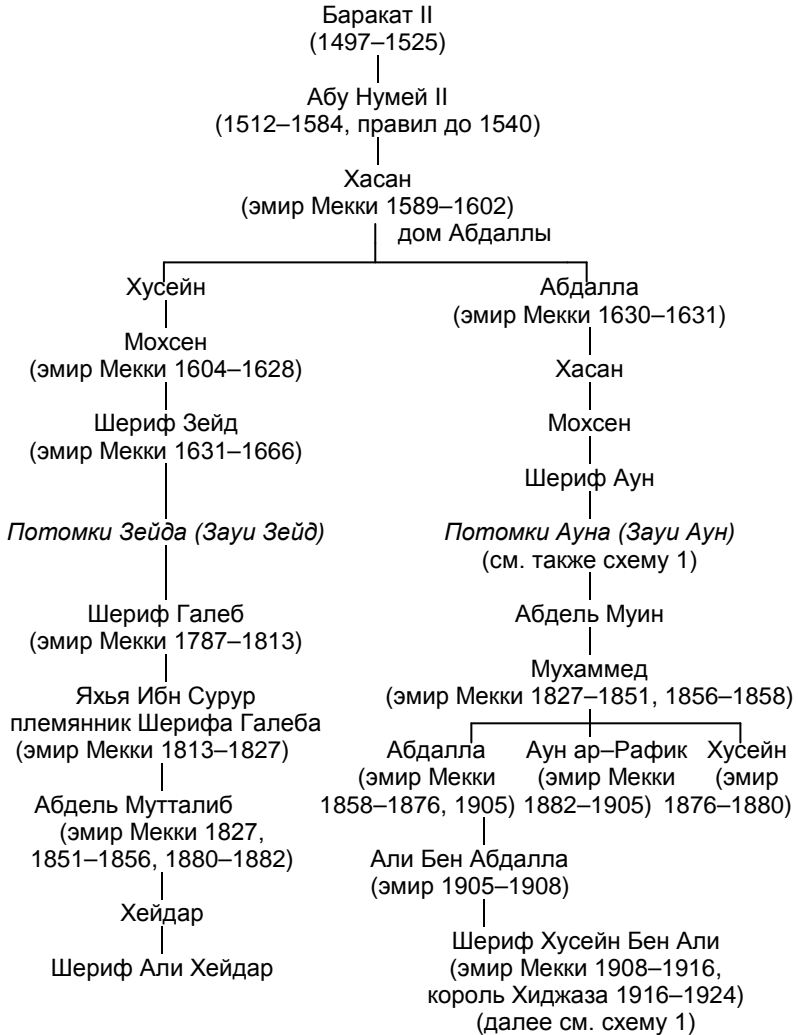 Баракат II
(1497–1525)
Абу Нумей II
(1512–1584, правил до 1540)
Хасан
(эмир Мекки 1589–1602)
дом Абдаллы
Хусейн
Мохсен
(эмир Мекки 1604–1628)
Шериф Зейд
(эмир Мекки 1631–1666)
Потомки Зейда (Зауи Зейд)
Шериф Галеб
(эмир Мекки 1787–1813)
Яхья Ибн Сурур
племянник Шерифа Галеба
(эмир Мекки 1813–1827)
Абдель Мутталиб
(эмир Мекки 1827,
1851–1856, 1880–1882)
Хейдар
Шериф Али Хейдар
Абдалла
(эмир Мекки 1630–1631)
Хасан
Мохсен
Шериф Аун
Потомки Ауна (Зауи Аун)
(см. также схему 1)
Абдель Муин
Мухаммед
(эмир Мекки 1827–1851, 1856–1858)
Абдалла
(эмир Мекки
1858–1876, 1905)
Аун ар–Рафик
(эмир Мекки
1882–1905)
Хусейн
(эмир
1876–1880)
Али Бен Абдалла
(эмир 1905–1908)
Шериф Хусейн Бен Али
(эмир Мекки 1908–1916,
король Хиджаза 1916–1924)
(далее см. схему 1)